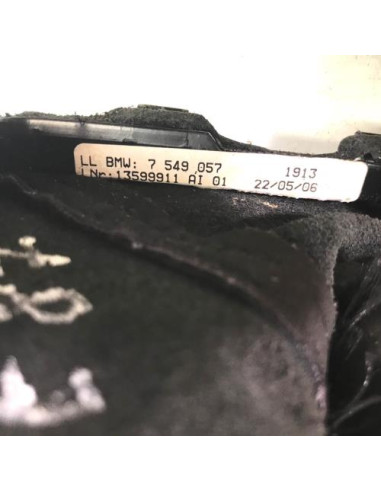 LL BMW: 7 549 057 1913
LNr:13599911 AI 01 22/05/06